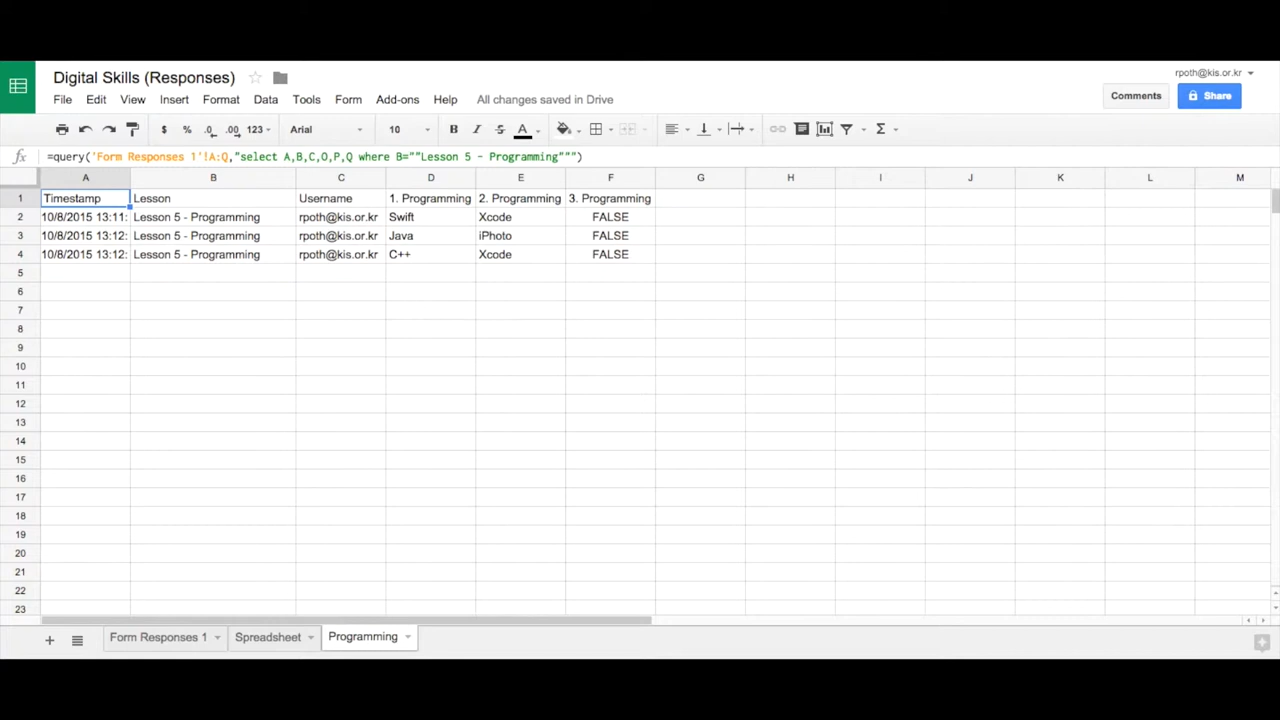 Digital Skills (Responses)
rpoth@kis.or.kr
File Edit View Insert Format Data Tools Form Add-ons Help All changes saved in Drive
Comments Share
$ % .0 .00 123 Arial 10 B I S A Σ
fx =query('Form Responses 1'!A:Q,"select A,B,C,O,P,Q where B=""Lesson 5 - Programming""")
A B C D E F G H I J K L M
1 Timestamp Lesson Username 1. Programming 2. Programming 3. Programming
2 10/8/2015 13:11: Lesson 5 - Programming rpoth@kis.or.kr Swift Xcode FALSE
3 10/8/2015 13:12: Lesson 5 - Programming rpoth@kis.or.kr Java iPhoto FALSE
4 10/8/2015 13:12: Lesson 5 - Programming rpoth@kis.or.kr C++ Xcode FALSE
5
6
7
8
9
10
11
12
13
14
15
16
17
18
19
20
21
22
23
+ Form Responses 1 Spreadsheet Programming